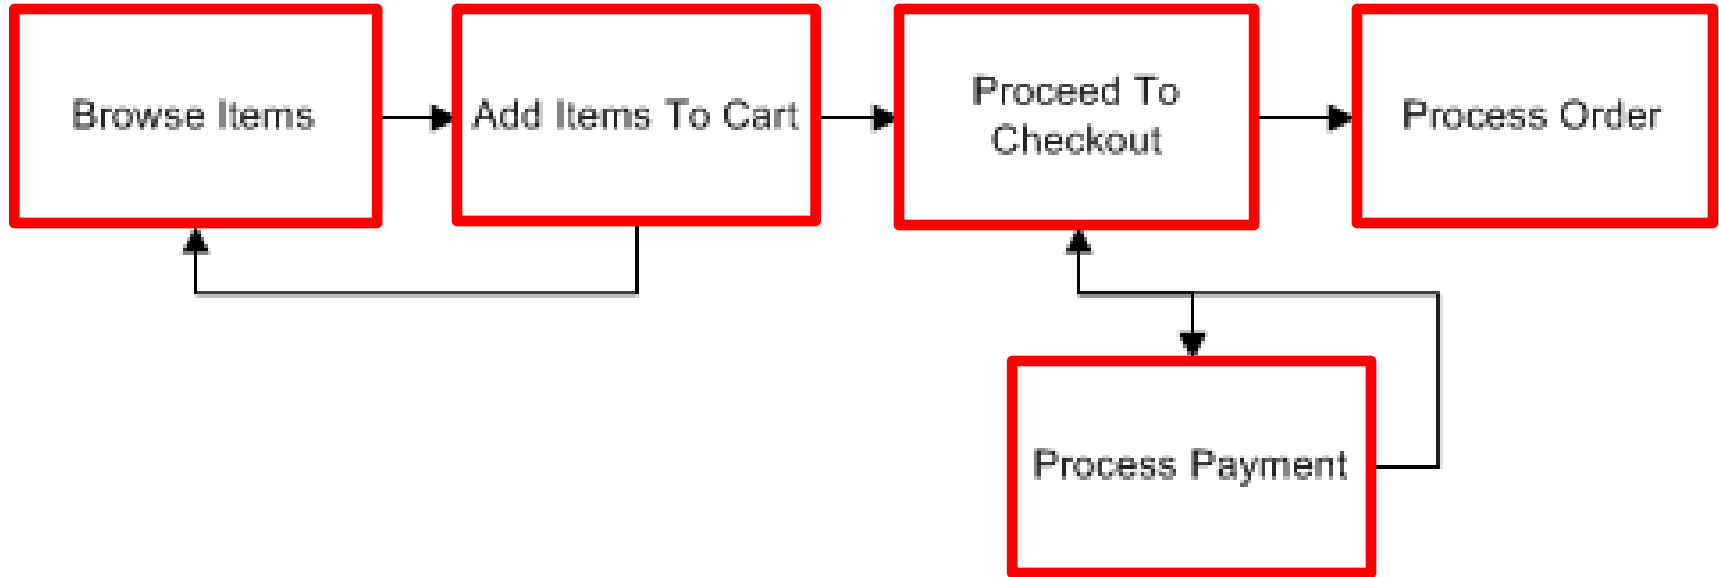 Browse Items
Add Items To Cart
Proceed To
Checkout
Process Order
Process Payment